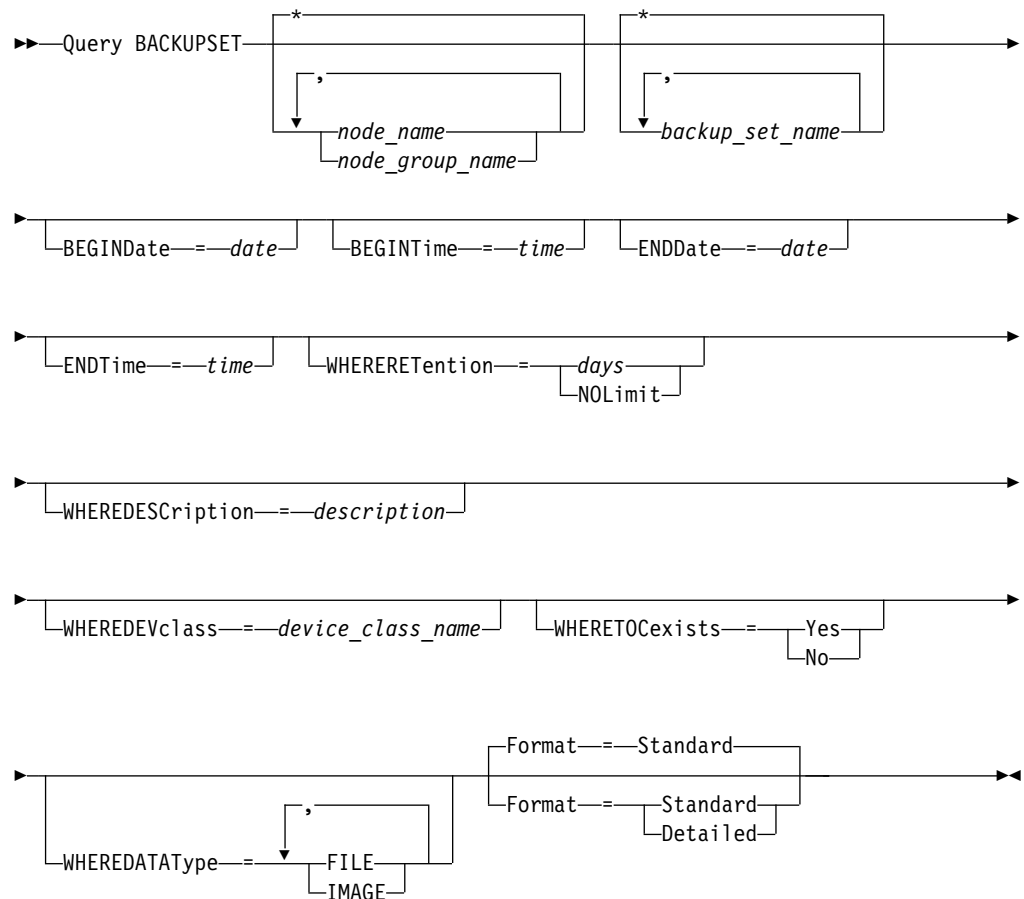 * *
Query BACKUPSET
, ,
node_name backup_set_name
node_group_name
BEGINDate = date BEGINTime = time ENDDate = date
ENDTime = time WHERERETention = days
NOLimit
WHEREDESCription = description
WHEREDEVclass = device_class_name WHERETOCexists = Yes
No
Format = Standard
, Format = Standard
Detailed
WHEREDATAType = FILE
IMAGE